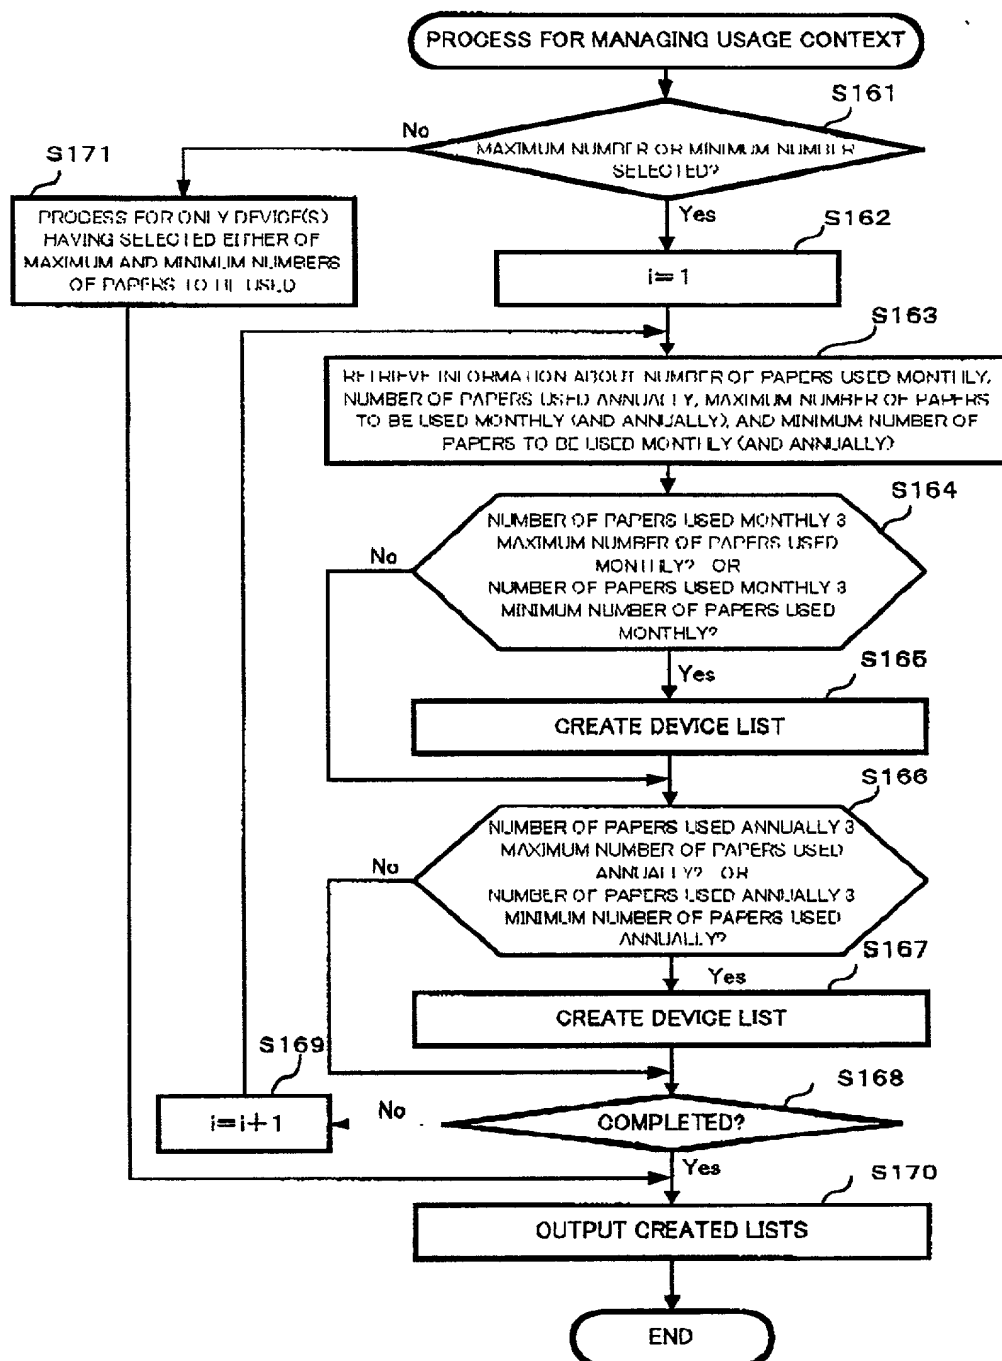 PROCESS FOR MANAGING USAGE CONTEXT
S161
No
MAXIMUM NUMBER OR MINIMUM NUMBER
SELECTED?
S171
PROCESS FOR ONLY DEVICE(S)
HAVING SELECTED EITHER OF
MAXIMUM AND MINIMUM NUMBERS
OF PAPERS TO BE USED
Yes
S162
i=1
S163
RETRIEVE INFORMATION ABOUT NUMBER OF PAPERS USED MONTHLY,
NUMBER OF PAPERS USED ANNUALLY, MAXIMUM NUMBER OF PAPERS
TO BE USED MONTHLY (AND ANNUALLY), AND MINIMUM NUMBER OF
PAPERS TO BE USED MONTHLY (AND ANNUALLY)
S164
No
NUMBER OF PAPERS USED MONTHLY 3
MAXIMUM NUMBER OF PAPERS USED
MONTHLY? OR
NUMBER OF PAPERS USED MONTHLY 3
MINIMUM NUMBER OF PAPERS USED
MONTHLY?
Yes
S165
CREATE DEVICE LIST
S166
No
NUMBER OF PAPERS USED ANNUALLY 3
MAXIMUM NUMBER OF PAPERS USED
ANNUALLY? OR
NUMBER OF PAPERS USED ANNUALLY 3
MINIMUM NUMBER OF PAPERS USED
ANNUALLY?
Yes
S167
CREATE DEVICE LIST
S169
i=i+1
No
S168
COMPLETED?
Yes
S170
OUTPUT CREATED LISTS
END